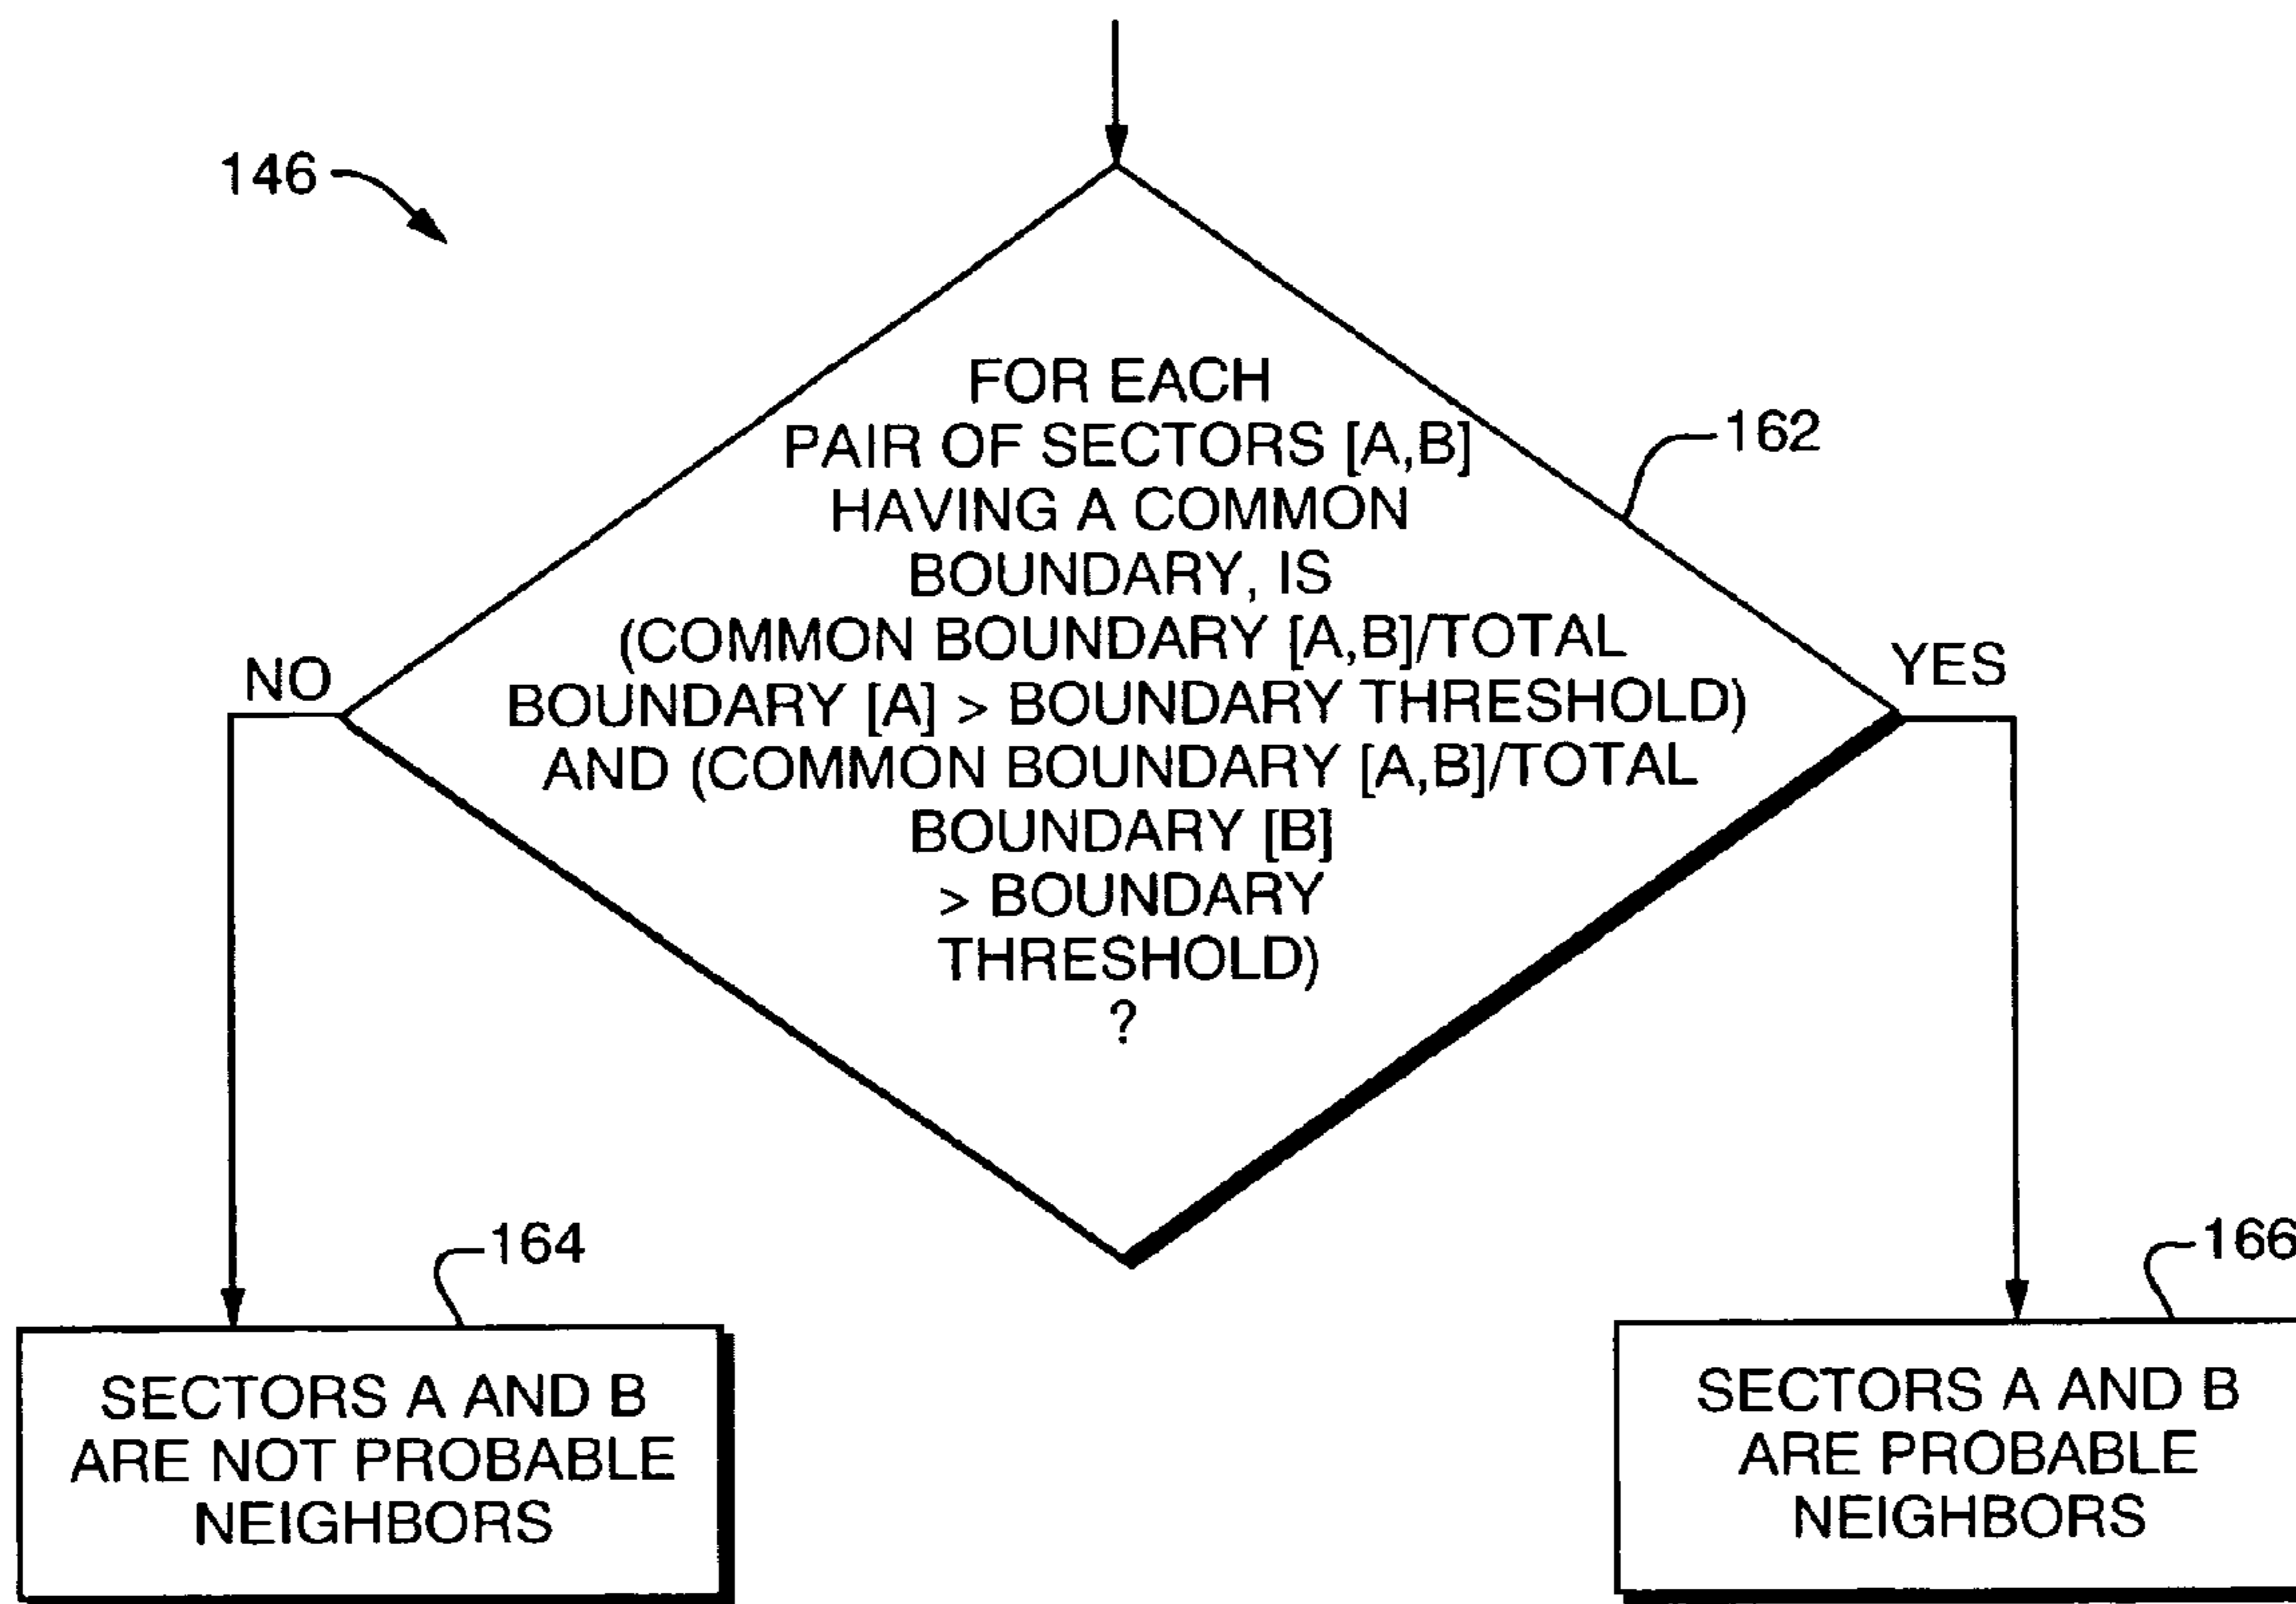 146
FOR EACH
PAIR OF SECTORS [A,B]
HAVING A COMMON
BOUNDARY, IS
(COMMON BOUNDARY [A,B]/TOTAL
BOUNDARY [A] > BOUNDARY THRESHOLD)
AND (COMMON BOUNDARY [A,B]/TOTAL
BOUNDARY [B]
> BOUNDARY
THRESHOLD)
?
162
NO
YES
164
166
SECTORS A AND B
ARE NOT PROBABLE
NEIGHBORS
SECTORS A AND B
ARE PROBABLE
NEIGHBORS